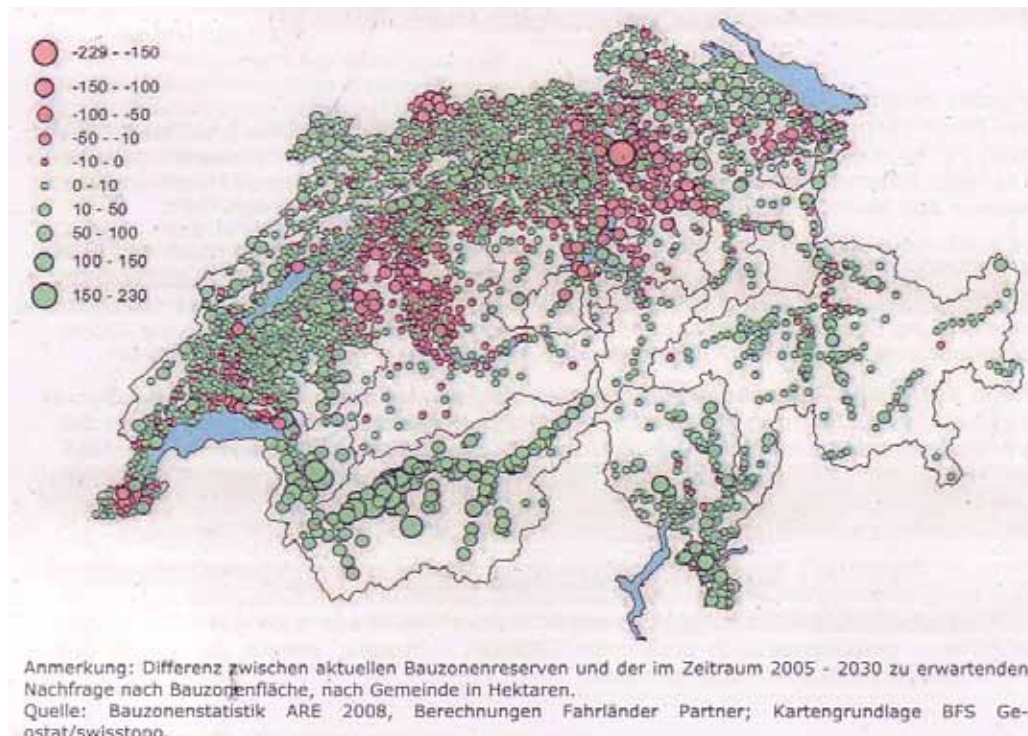 -229 - -150
-150 - -100
-100 - -50
-50 - -10
-10 - 0
0 - 10
10 - 50
50 - 100
100 - 150
150 - 230
Anmerkung: Differenz zwischen aktuellen Bauzonenreserven und der im Zeitraum 2005 - 2030 zu erwartenden
Nachfrage nach Bauzonenfläche, nach Gemeinde in Hektaren.
Quelle: Bauzonenstatistik ARE 2008, Berechnungen Fahrländer Partner; Kartengrundlage BFS Ge-
ostat/swisstopo.